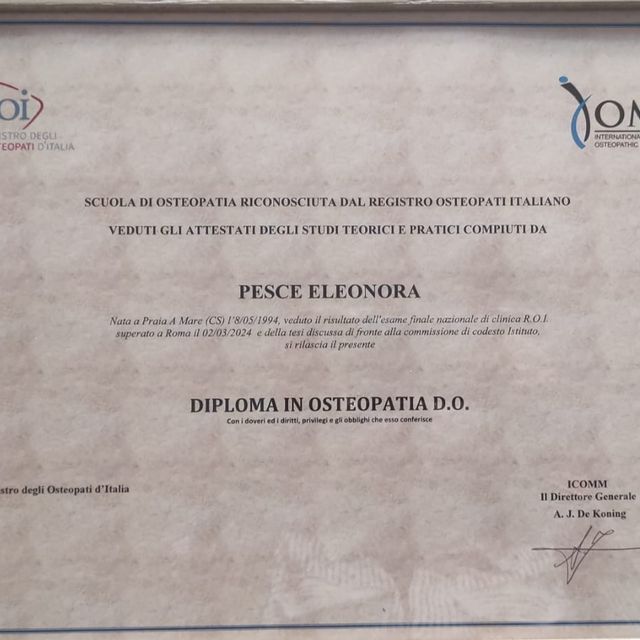 oi
STRO DEGLI
TEOPATI D'ITALIA
OM
INTERNATIONAL
OSTEOPATHIC
SCUOLA DI OSTEOPATIA RICONOSCIUTA DAL REGISTRO OSTEOPATI ITALIANO
VEDUTI GLI ATTESTATI DEGLI STUDI TEORICI E PRATICI COMPIUTI DA
PESCE ELEONORA
Nata a Praia A Mare (CS) l'8/05/1994, veduto il risultato dell'esame finale nazionale di clinica R.O.I.
superato a Roma il 02/03/2024 e della tesi discussa di fronte alla commissione di codesto Istituto,
si rilascia il presente
DIPLOMA IN OSTEOPATIA D.O.
Con i doveri ed i diritti, privilegi e gli obblighi che esso conferisce
stro degli Osteopati d'Italia
ICOMM
Il Direttore Generale
A. J. De Koning